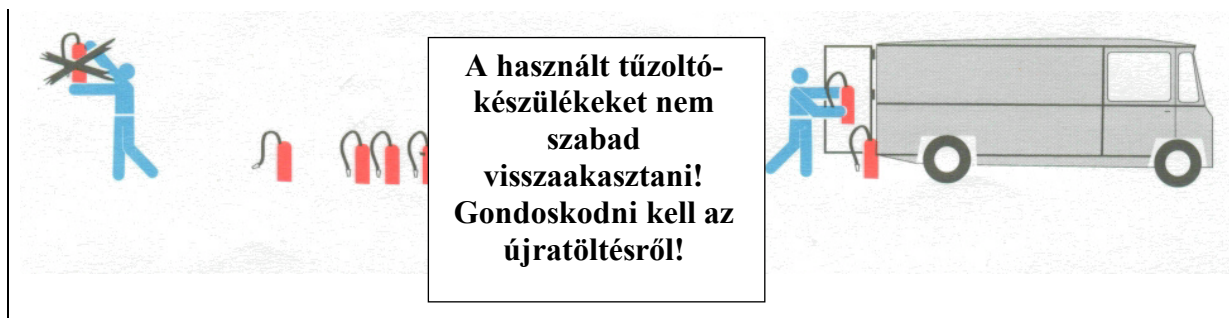 A használt tűzoltó-
készülékeket nem
szabad
visszaakasztani!
Gondoskodni kell az
újratöltésről!